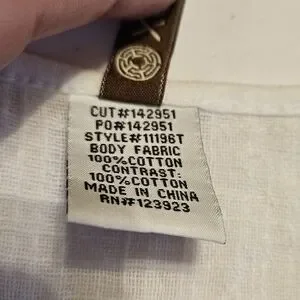 CUT#142951
PO#142951
STYLE#11196T
BODY FABRIC
100%COTTON
CONTRAST:
100%COTTON
MADE IN CHINA
RN#123923